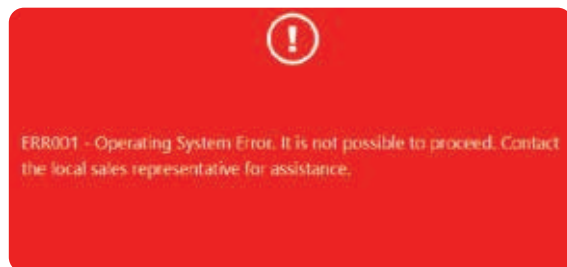 ERR001 - Operating System Error. It is not possible to proceed. Contact
the local sales representative for assistance.